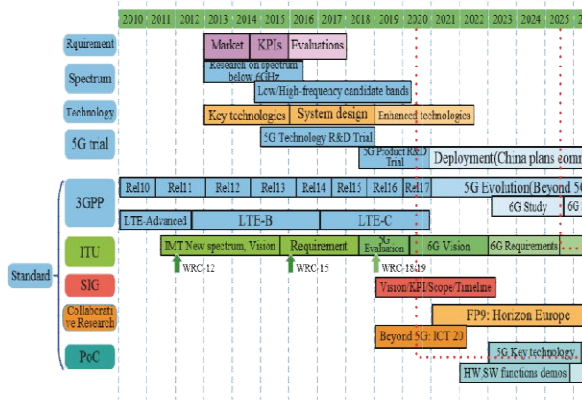 2010 2011 2012 2013 2014 2015 2016 2017 2018 2019 2020 2021 2022 2023 2024 2025
Rquirement Market KPIs Evaluations
Spectrum Research on spectrum
below 6GHz
Low/High-frequency candidate bands
Technology Key technologies System design Enhanced technologies
5G trial 5G Technology R&D Trial
5G Product R&D
Trial Deployment(China plans com
3GPP Rel10 Rel11 Rel12 Rel13 Rel14 Rel15 Rel16 Rel17 5G Evolution(Beyond 5
6G Study 6G
LTE-Advanced LTE-B LTE-C
ITU IMT New spectrum, Vision Requirement 5G
Evaluation 6G Vision 6G Requirements
WRC-12 WRC-15 WRC-18/19
Standard
SIG Vision/KPI/Scope/Timeline
Collaborati
ve Research FP9: Horizon Europe
Beyond 5G: ICT 20
PoC 5G Key technology
HW,SW functions demos